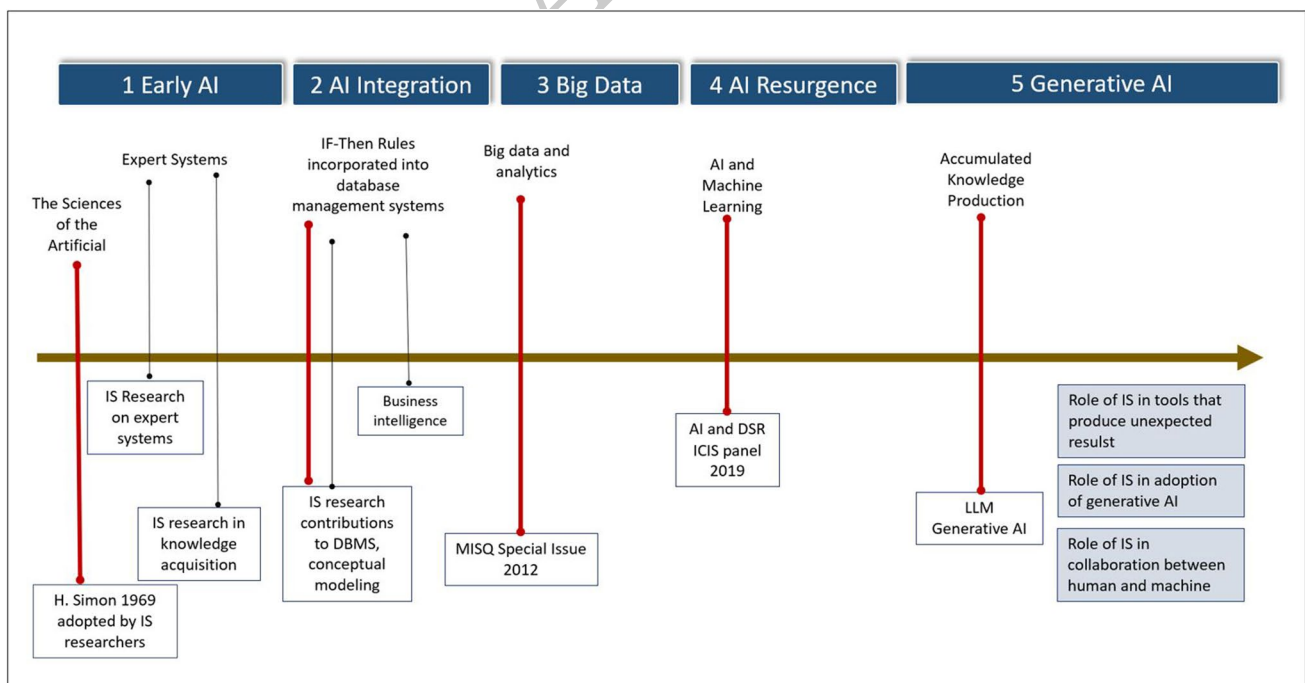 1 Early AI
2 AI Integration
3 Big Data
4 AI Resurgence
5 Generative AI
Expert Systems
The Sciences
of the
Artificial
IF-Then Rules
incorporated into
database
management systems
Big data and
analytics
AI and
Machine
Learning
Accumulated
Knowledge
Production
IS Research
on expert
systems
IS research in
knowledge
acquisition
H. Simon 1969
adopted by IS
researchers
Business
intelligence
IS research
contributions
to DBMS,
conceptual
modeling
MISQ Special Issue
2012
AI and DSR
ICIS panel
2019
LLM
Generative AI
Role of IS in tools that
produce unexpected
resulst
Role of IS in adoption
of generative AI
Role of IS in
collaboration between
human and machine